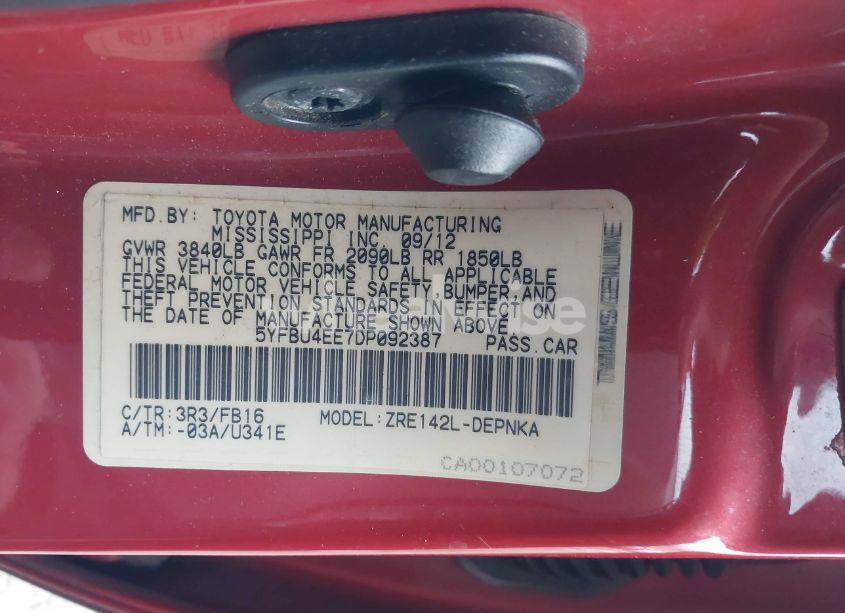 MFD.BY: TOYOTA MOTOR MANUFACTURING
MISSISSIPPI INC. 09/12
GVWR 3840LB GAWR FR 2090LB RR 1850LB
THIS VEHICLE CONFORMS TO ALL APPLICABLE
FEDERAL MOTOR VEHICLE SAFETY,BUMPER,AND
THEFT PREVENTION STANDARDS IN EFFECT ON
THE DATE OF MANUFACTURE SHOWN ABOVE.
5YFBU4EE7DP092387 PASS.CAR
C/TR:3R3/FB16 MODEL:ZRE142L-DEPNKA
A/TM:-03A/U341E
CA00107072